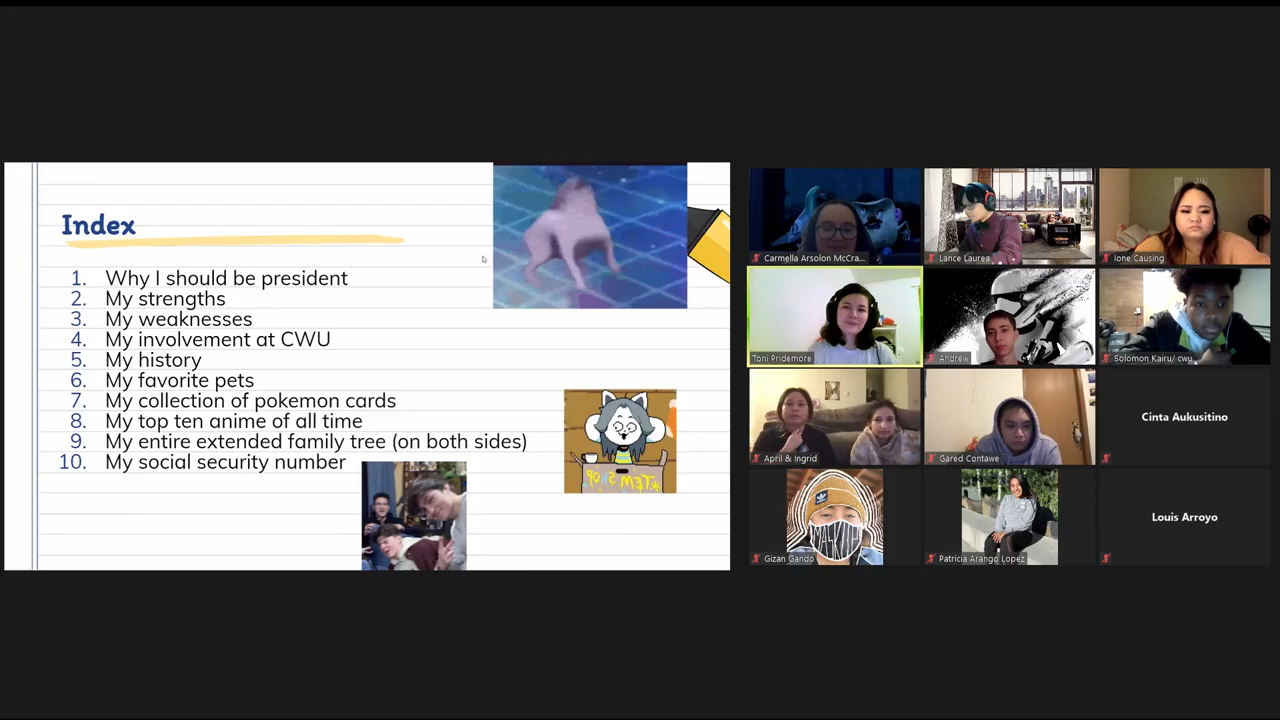 Index
1. Why I should be president
2. My strengths
3. My weaknesses
4. My involvement at CWU
5. My history
6. My favorite pets
7. My collection of pokemon cards
8. My top ten anime of all time
9. My entire extended family tree (on both sides)
10. My social security number
TEM SHOP
Carmella Arsolon McCra...
Lance Laurea
Ione Causing
Toni Pridemore
Andrew
Solomon Kairu/ cwu
April & Ingrid
Gared Contawe
Cinta Aukusitino
Gizan Gando
Patricia Arango Lopez
Louis Arroyo